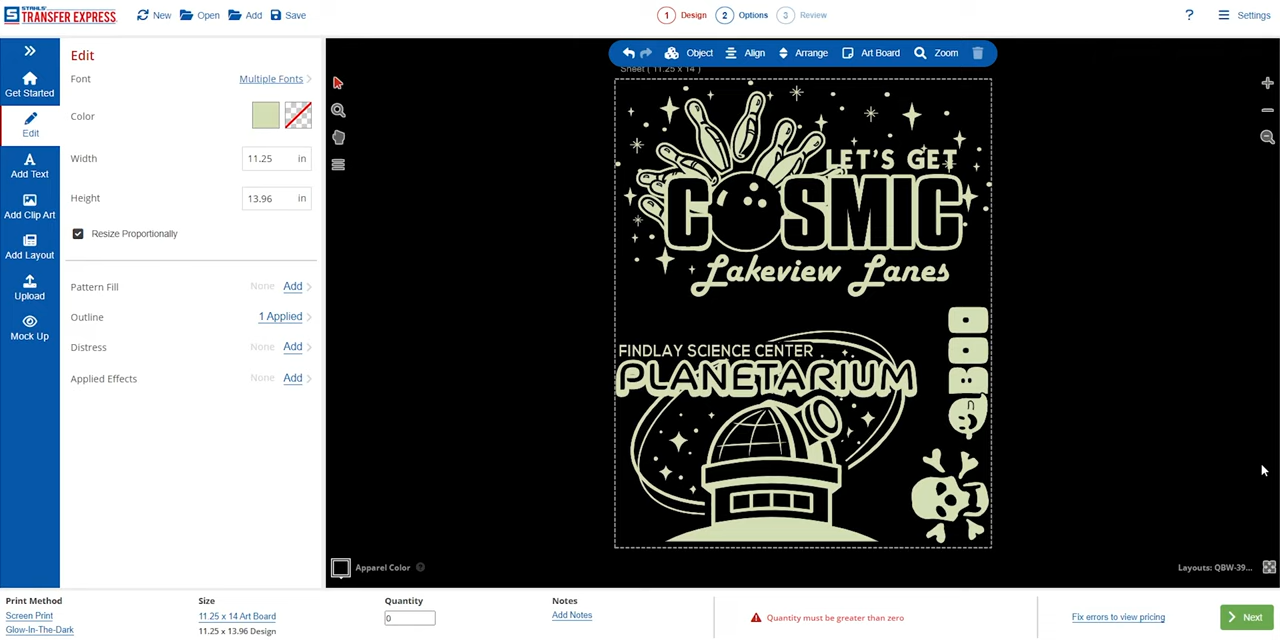 STAHLS'
TRANSFER EXPRESS
New
Open
Add
Save
1 Design
2 Options
3 Review
?
Settings
Get Started
Edit
Add Text
Add Clip Art
Add Layout
Upload
Mock Up
Edit
Font
Multiple Fonts
Color
Width
11.25 in
Height
13.96 in
Resize Proportionally
Pattern Fill None Add
Outline 1 Applied
Distress None Add
Applied Effects None Add
Object
Align
Arrange
Art Board
Zoom
Sheet ( 11.25 x 14 )
LET'S GET
COSMIC
Lakeview Lanes
FINDLAY SCIENCE CENTER
PLANETARIUM
BOO
Apparel Color ?
Layouts: QBW-39...
Print Method
Screen Print
Glow-In-The-Dark
Size
11.25 x 14 Art Board
11.25 x 13.96 Design
Quantity
0
Notes
Add Notes
Quantity must be greater than zero
Fix errors to view pricing
Next